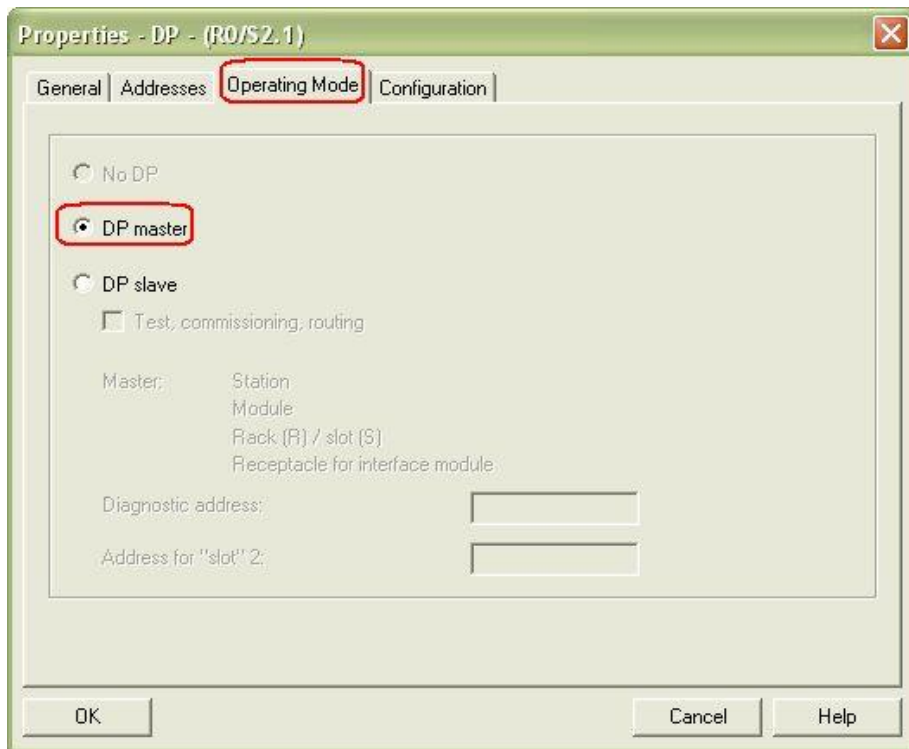 Properties - DP - (R0/S2.1)
General Addresses Operating Mode Configuration
No DP
DP master
DP slave
Test, commissioning, routing
Master: Station
Module
Rack (R) / slot (S)
Receptacle for interface module
Diagnostic address:
Address for "slot" 2:
OK Cancel Help